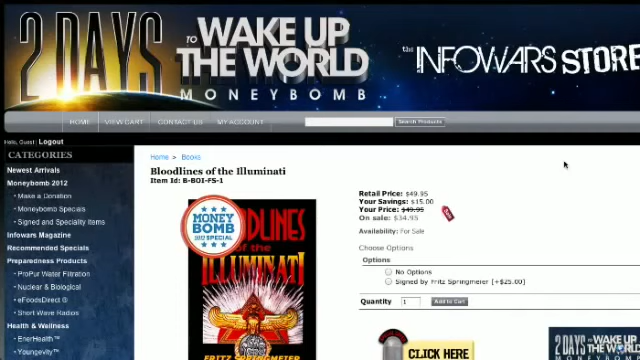 2 DAYS TO WAKE UP THE WORLD
MONEYBOMB
the INFOWARS STORE
HOME VIEW CART CONTACT US MY ACCOUNT
Search Products
Hello, Guest! Logout
CATEGORIES
Newest Arrivals
Moneybomb 2012
Make a Donation
Moneybomb Specials
Signed and Speciality Items
Infowars Magazine
Recommended Specials
Preparedness Products
ProPur Water Filtration
Nuclear & Biological
eFoodsDirect ®
Short Wave Radios
Health & Wellness
EnerHealth™
Youngevity™
Home > Books
Bloodlines of the Illuminati
Item Id: B-BOI-FS-1
MONEY BOMB
2012 SPECIAL
BLOODLINES
of the
ILLUMINATI
FRITZ SPRINGMEIER
Retail Price: $49.95
Your Savings: $15.00
Your Price: $49.95
On sale: $34.95
Availability: For Sale
Choose Options
Options
No Options
Signed by Fritz Springmeier [+$25.00]
Quantity 1 Add to Cart
CLICK HERE
2 DAYS TO WAKE UP
THE WORLD